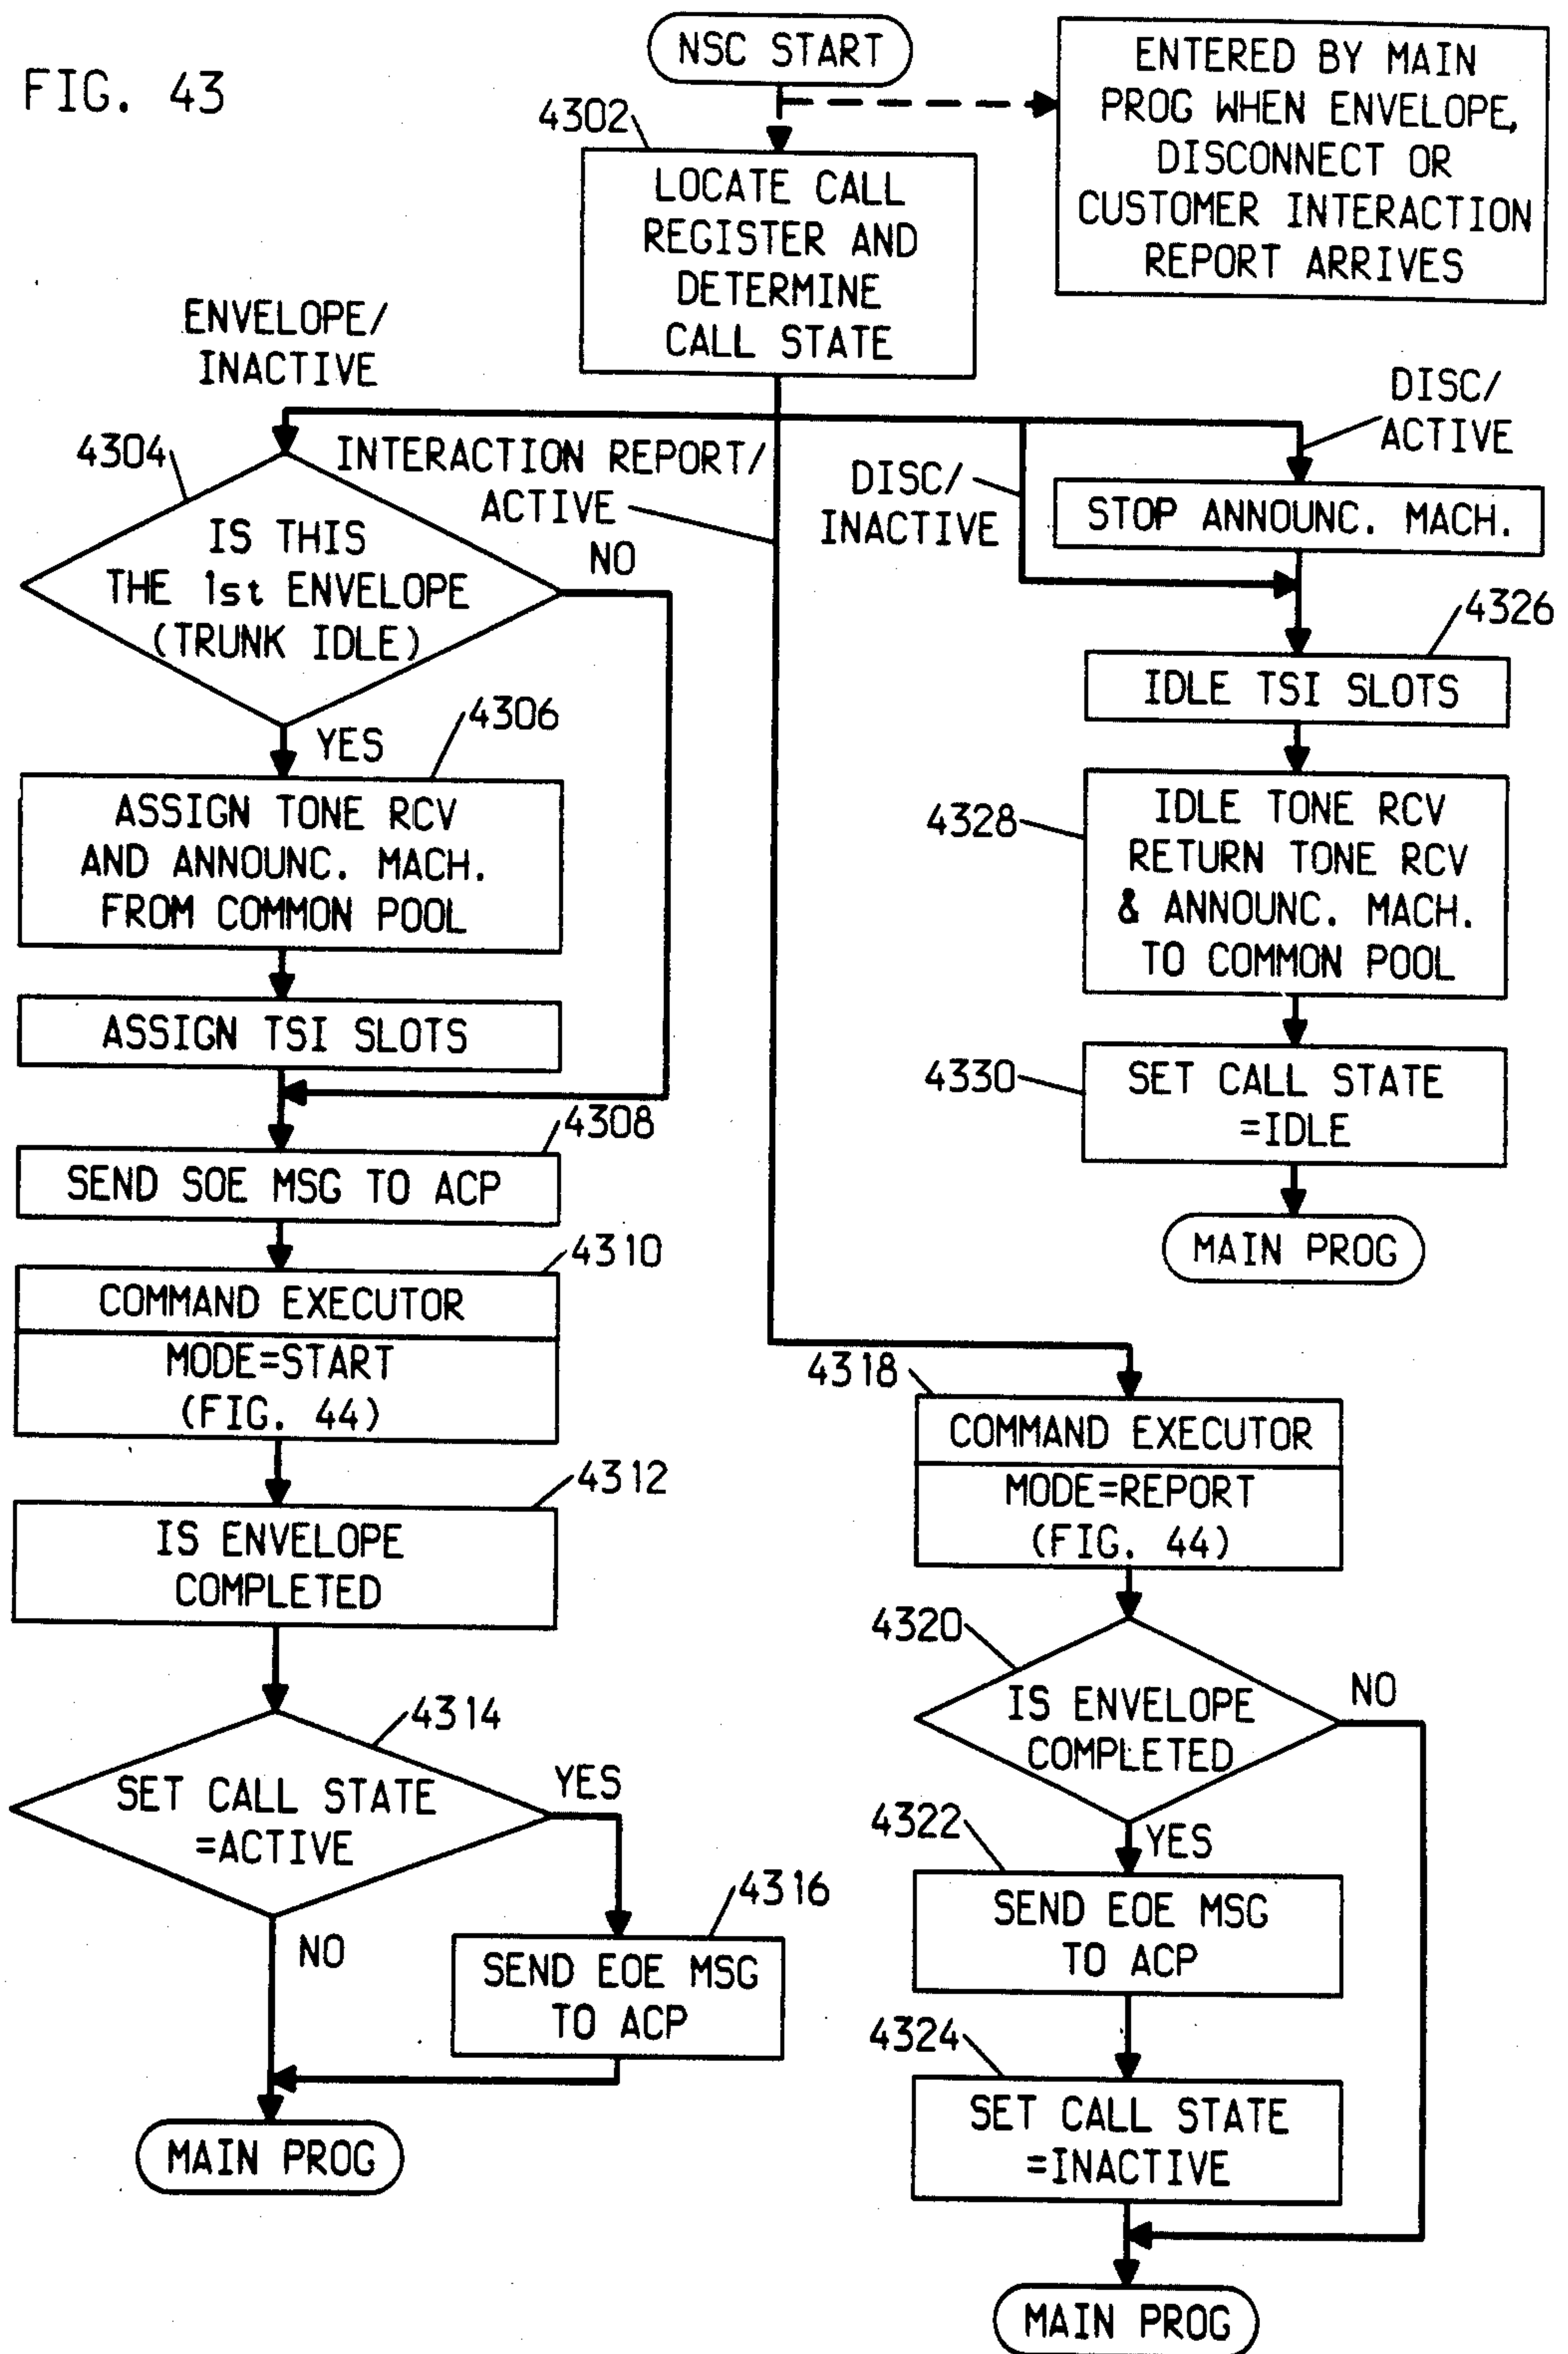 FIG. 43
NSC START
ENTERED BY MAIN
PROG WHEN ENVELOPE,
DISCONNECT OR
CUSTOMER INTERACTION
REPORT ARRIVES
4302
LOCATE CALL
REGISTER AND
DETERMINE
CALL STATE
ENVELOPE/
INACTIVE
INTERACTION REPORT/
ACTIVE
DISC/
INACTIVE
DISC/
ACTIVE
4304
IS THIS
THE 1st ENVELOPE
(TRUNK IDLE)
NO
YES
4306
ASSIGN TONE RCV
AND ANNOUNC. MACH.
FROM COMMON POOL
ASSIGN TSI SLOTS
4308
SEND SOE MSG TO ACP
4310
COMMAND EXECUTOR
MODE=START
(FIG. 44)
4312
IS ENVELOPE
COMPLETED
4314
SET CALL STATE
=ACTIVE
YES
NO
4316
SEND EOE MSG
TO ACP
MAIN PROG
STOP ANNOUNC. MACH.
4326
IDLE TSI SLOTS
4328
IDLE TONE RCV
RETURN TONE RCV
& ANNOUNC. MACH.
TO COMMON POOL
4330
SET CALL STATE
=IDLE
MAIN PROG
4318
COMMAND EXECUTOR
MODE=REPORT
(FIG. 44)
4320
IS ENVELOPE
COMPLETED
NO
YES
4322
SEND EOE MSG
TO ACP
4324
SET CALL STATE
=INACTIVE
MAIN PROG